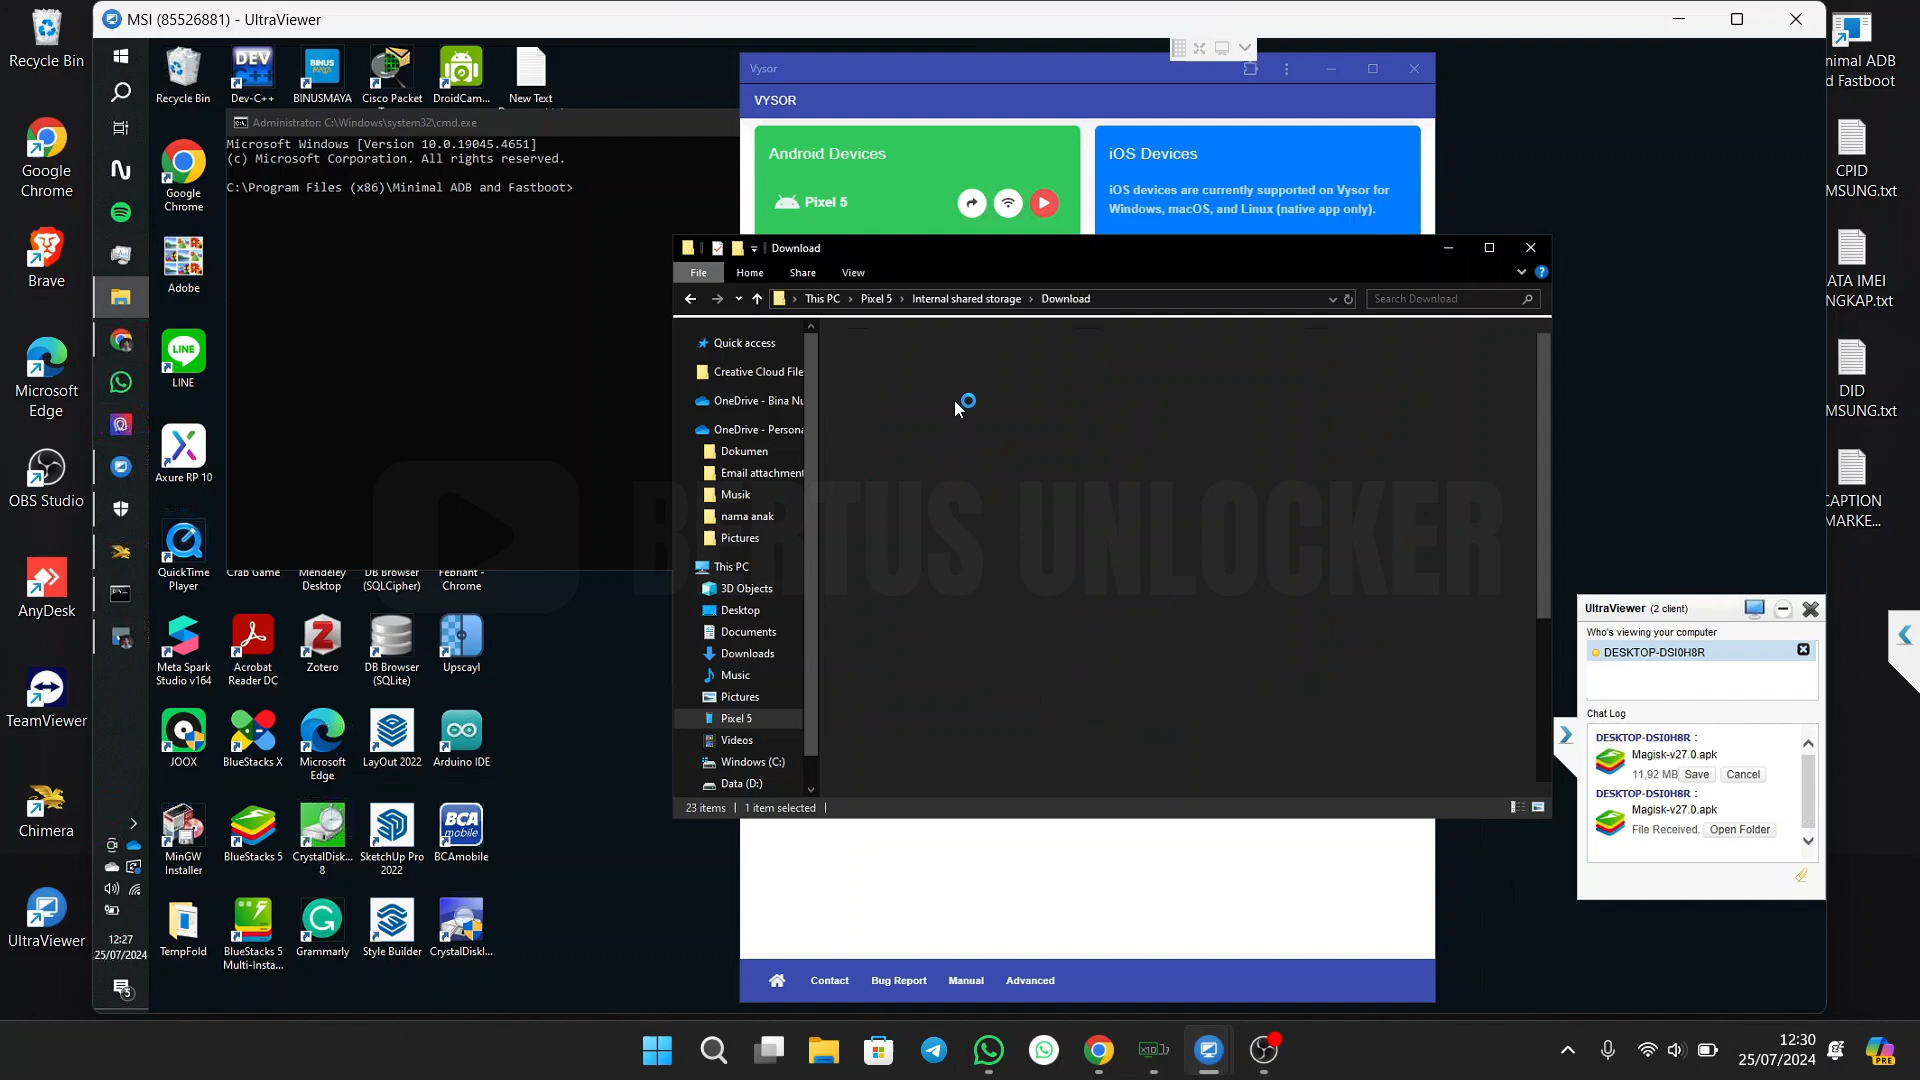 MSI (85526881) - UltraViewer
Recycle Bin
Google
Chrome
Brave
Microsoft
Edge
OBS Studio
AnyDesk
TeamViewer
Chimera
UltraViewer
Recycle Bin
Dev-C++
BINUSMAYA
Cisco Packet
DroidCam...
New Text
Google
Chrome
Adobe
LINE
Axure RP 10
QuickTime
Player
Crab Game
Mendeley
Desktop
DB Browser
(SQLCipher)
Febriant -
Chrome
Meta Spark
Studio v164
Acrobat
Reader DC
Zotero
DB Browser
(SQLite)
Upscayl
JOOX
BlueStacks X
Microsoft
Edge
LayOut 2022
Arduino IDE
MinGW
Installer
BlueStacks 5
CrystalDisk...
8
SketchUp Pro
2022
BCA
mobile
BCAmobile
TempFold
BlueStacks 5
Multi-Insta...
Grammarly
Style Builder
CrystalDiskI...
12:27
25/07/2024
5
Administrator: C:\Windows\system32\cmd.exe
Microsoft Windows [Version 10.0.19045.4651]
(c) Microsoft Corporation. All rights reserved.
C:\Program Files (x86)\Minimal ADB and Fastboot>
Vysor
VYSOR
Android Devices
Pixel 5
iOS Devices
iOS devices are currently supported on Vysor for
Windows, macOS, and Linux (native app only).
Download
File Home Share View
This PC > Pixel 5 > Internal shared storage > Download
Search Download
Quick access
Creative Cloud File
OneDrive - Bina Nu
OneDrive - Persona
Dokumen
Email attachment
Musik
nama anak
Pictures
This PC
3D Objects
Desktop
Documents
Downloads
Music
Pictures
Pixel 5
Videos
Windows (C:)
Data (D:)
23 items
1 item selected
BERTUS UNLOCKER
Contact
Bug Report
Manual
Advanced
UltraViewer (2 client)
Who's viewing your computer
DESKTOP-DSI0H8R
Chat Log
DESKTOP-DSI0H8R :
Magisk-v27.0.apk
11,92 MB Save Cancel
DESKTOP-DSI0H8R :
Magisk-v27.0.apk
File Received. Open Folder
nimal ADB
d Fastboot
CPID
MSUNG.txt
ATA IMEI
NGKAP.txt
DID
MSUNG.txt
CAPTION
MARKE...
12:30
25/07/2024
PRE